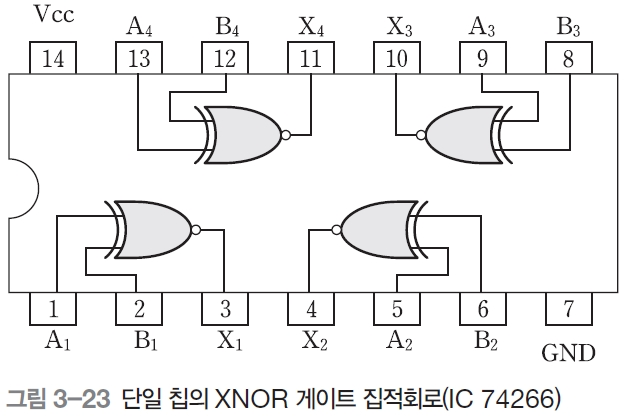 Vcc A₄ B₄ X₄ X₃ A₃ B₃
14 13 12 11 10 9 8
1 2 3 4 5 6 7
A₁ B₁ X₁ X₂ A₂ B₂ GND
그림 3–23 단일 칩의 XNOR 게이트 집적회로(IC 74266)